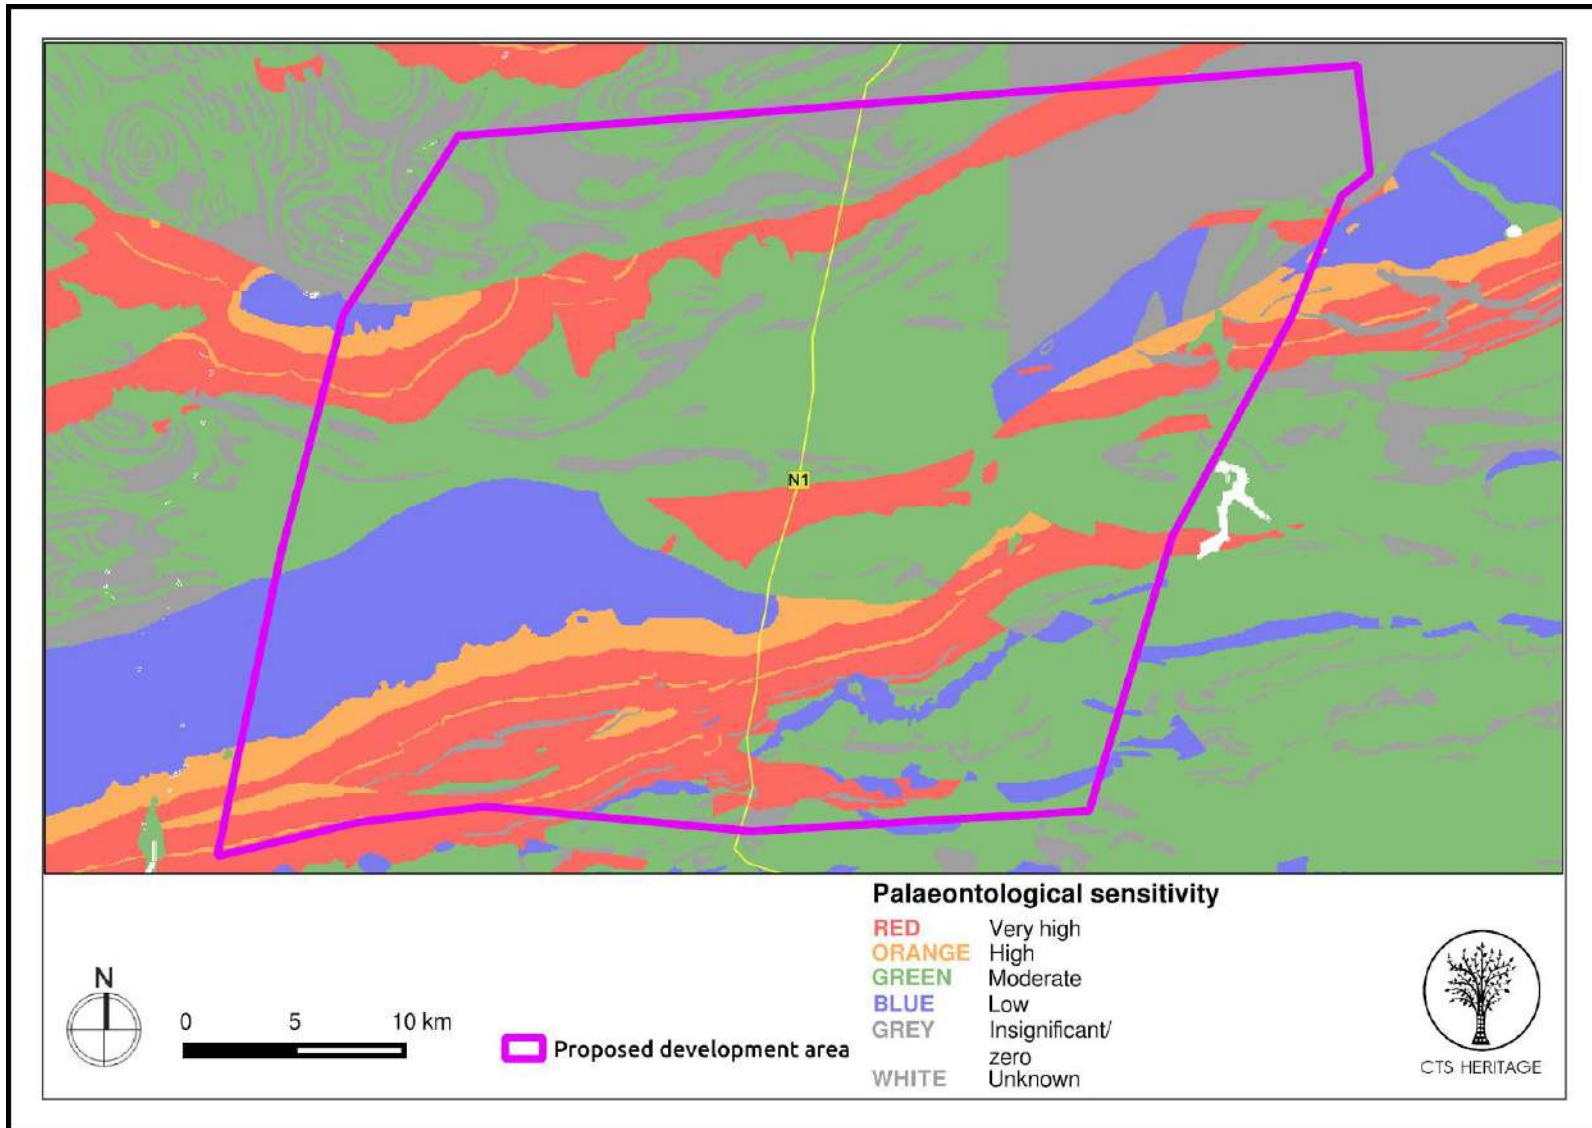 N1
Palaeontological sensitivity
RED Very high
ORANGE High
GREEN Moderate
BLUE Low
GREY Insignificant/
zero
WHITE Unknown
N
0 5 10 km
Proposed development area
CTS HERITAGE